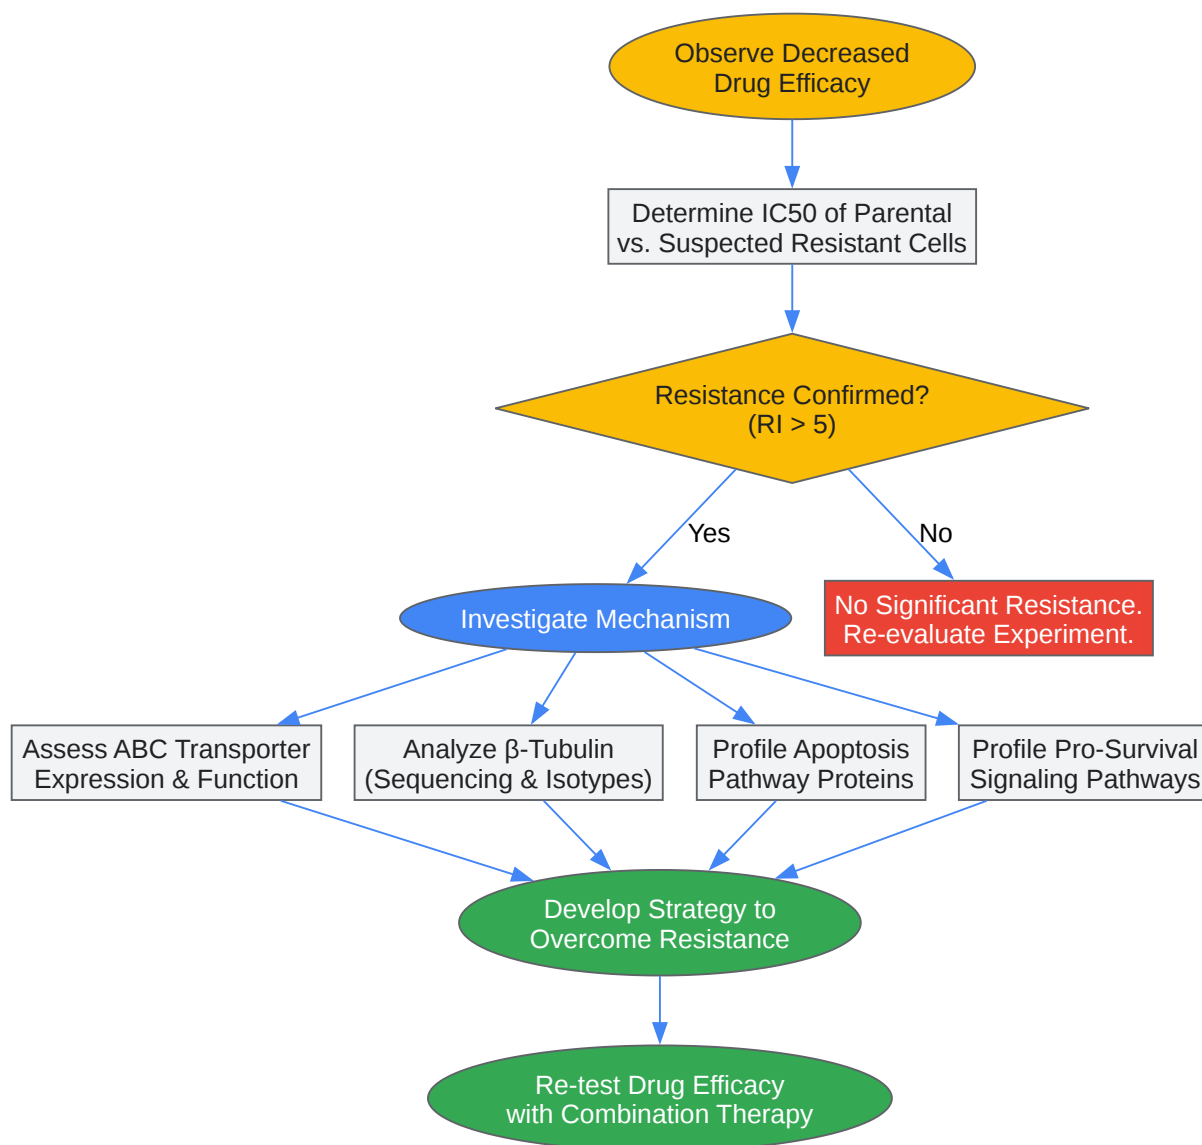 Observe Decreased
Drug Efficacy
Determine IC50 of Parental
vs. Suspected Resistant Cells
Resistance Confirmed?
(RI > 5)
Yes
No
Investigate Mechanism
No Significant Resistance.
Re-evaluate Experiment.
Assess ABC Transporter
Expression & Function
Analyze β-Tubulin
(Sequencing & Isotypes)
Profile Apoptosis
Pathway Proteins
Profile Pro-Survival
Signaling Pathways
Develop Strategy to
Overcome Resistance
Re-test Drug Efficacy
with Combination Therapy